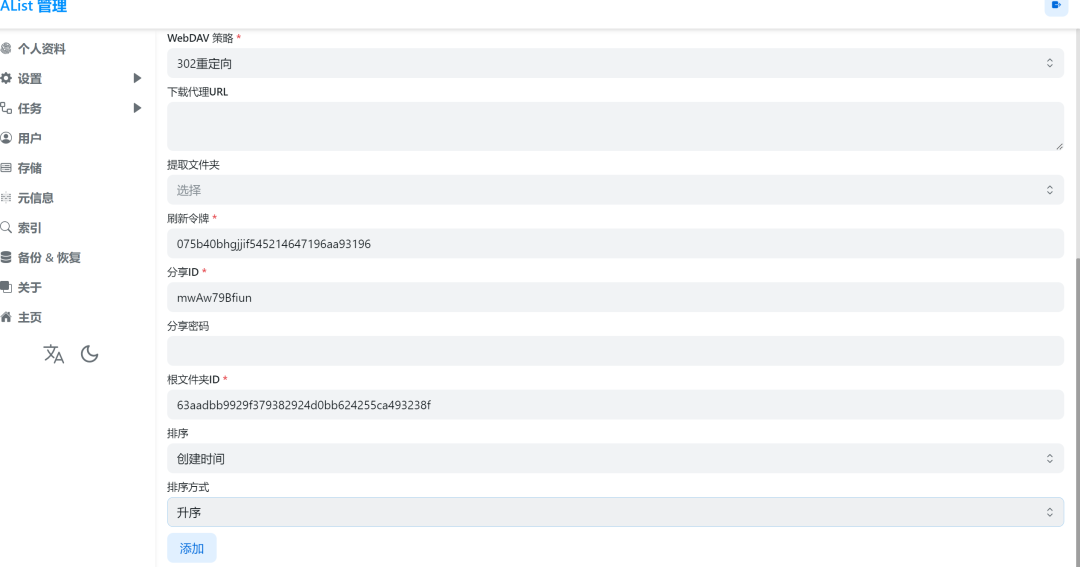 AList 管理
个人资料
设置
任务
用户
存储
元信息
索引
备份 & 恢复
关于
主页
WebDAV 策略 *
302重定向
下载代理URL
提取文件夹
选择
刷新令牌 *
075b40bhgjjif545214647196aa93196
分享ID *
mwAw79Bfiun
分享密码
根文件夹ID *
63aadbb9929f379382924d0bb624255ca493238f
排序
创建时间
排序方式
升序
添加